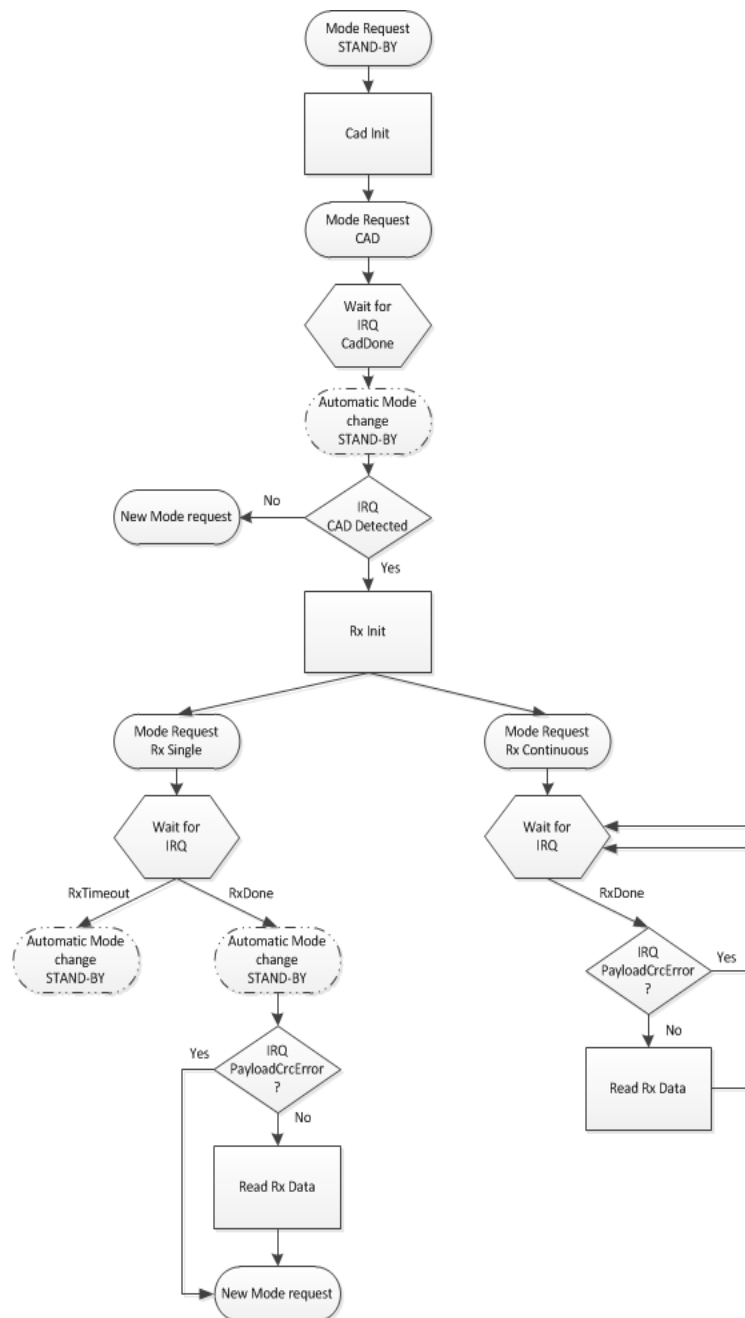 Mode Request
STAND-BY
Cad Init
Mode Request
CAD
Wait for
IRQ
CadDone
Automatic Mode
change
STAND-BY
IRQ
CAD Detected
No
New Mode request
Yes
Rx Init
Mode Request
Rx Single
Wait for
IRQ
RxTimeout
RxDone
Automatic Mode
change
STAND-BY
Automatic Mode
change
STAND-BY
IRQ
PayloadCrcError
?
Yes
No
Read Rx Data
New Mode request
Mode Request
Rx Continuous
Wait for
IRQ
RxDone
IRQ
PayloadCrcError
?
Yes
No
Read Rx Data